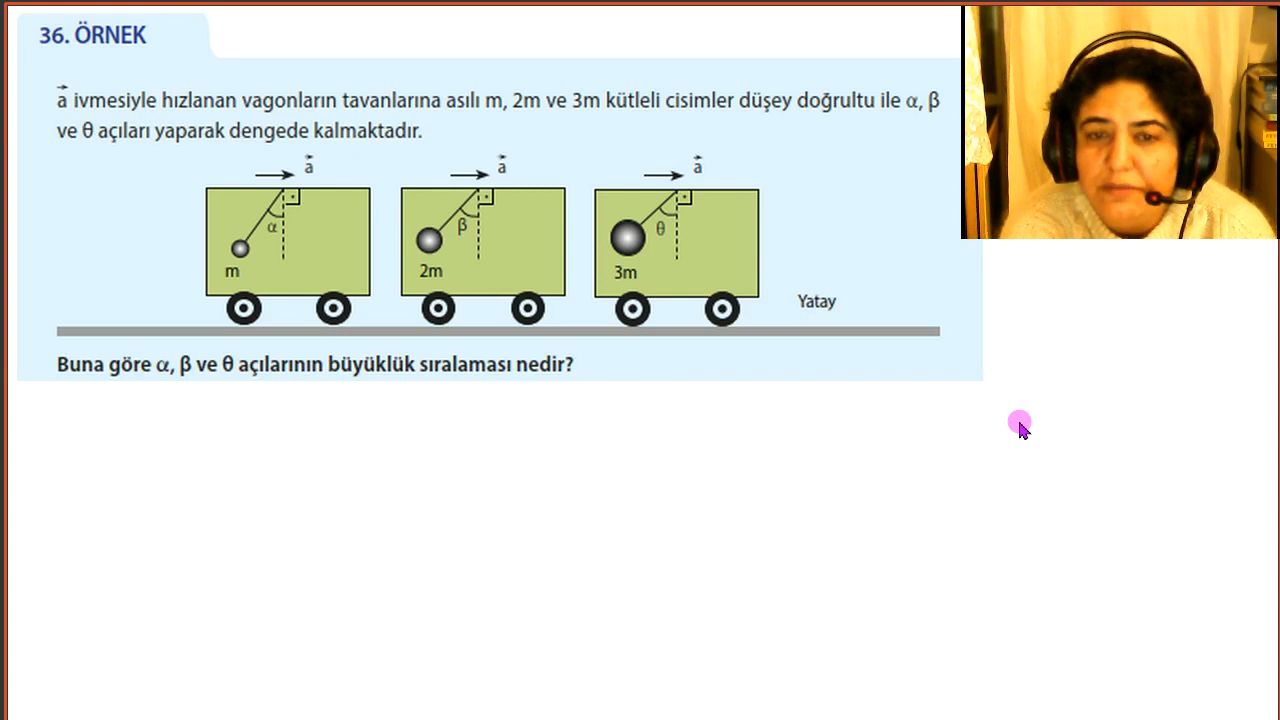 36. ÖRNEK
a ivmesiyle hızlanan vagonların tavanlarına asılı m, 2m ve 3m kütleli cisimler düşey doğrultu ile α, β
ve θ açıları yaparak dengede kalmaktadır.
a a a
α β θ
m 2m 3m
Yatay
Buna göre α, β ve θ açılarının büyüklük sıralaması nedir?